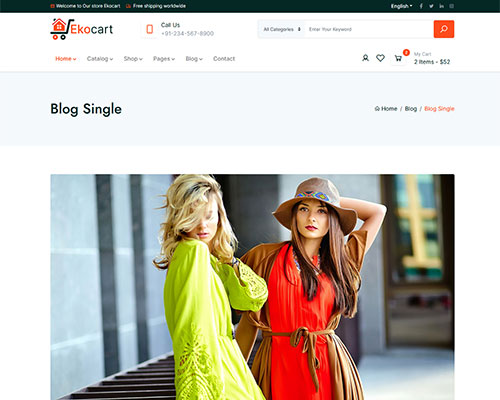 Welcome to Our store Ekocart
Free shipping worldwide
English
Ekocart
Call Us
+91-234-567-8900
All Categories
Enter Your Keyword
Home
Catalog
Shop
Pages
Blog
Contact
2
My Cart
2 Items - $52
Blog Single
Home / Blog / Blog Single